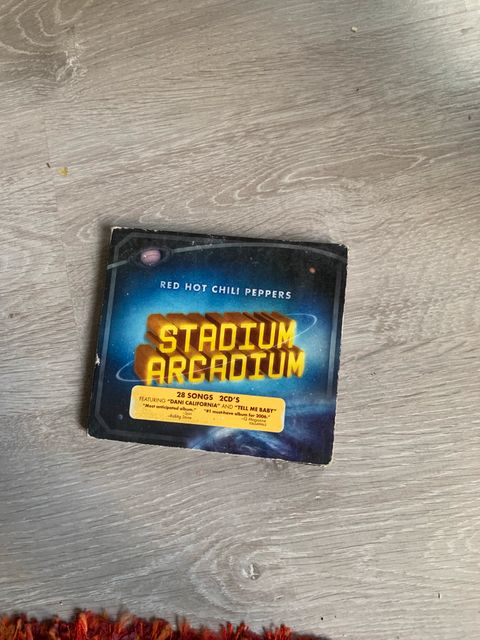 RED HOT CHILI PEPPERS
STADIUM
ARCADIUM
28 SONGS 2CD'S
FEATURING "DANI CALIFORNIA" AND "TELL ME BABY"
"Most anticipated album." "#1 must-have album for 2006."